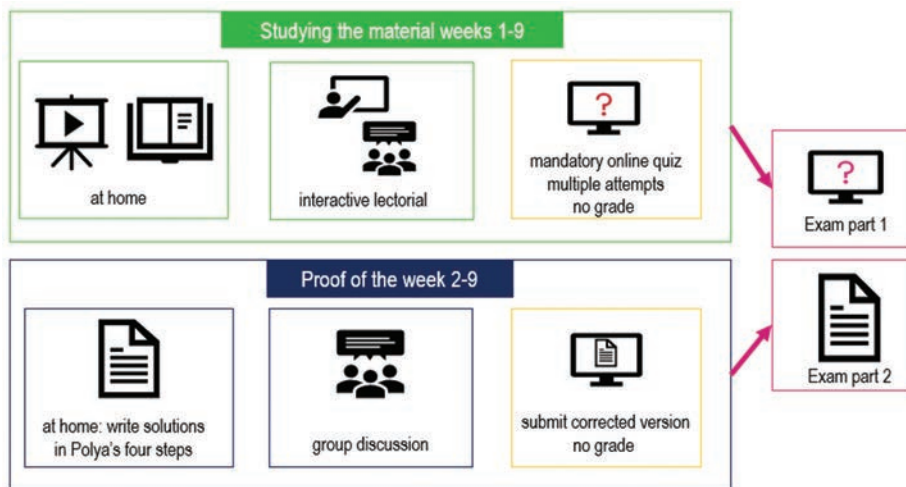 Studying the material weeks 1-9
at home
interactive lectorial
?
mandatory online quiz
multiple attempts
no grade
?
Exam part 1
Proof of the week 2-9
at home: write solutions
in Polya's four steps
group discussion
submit corrected version
no grade
Exam part 2